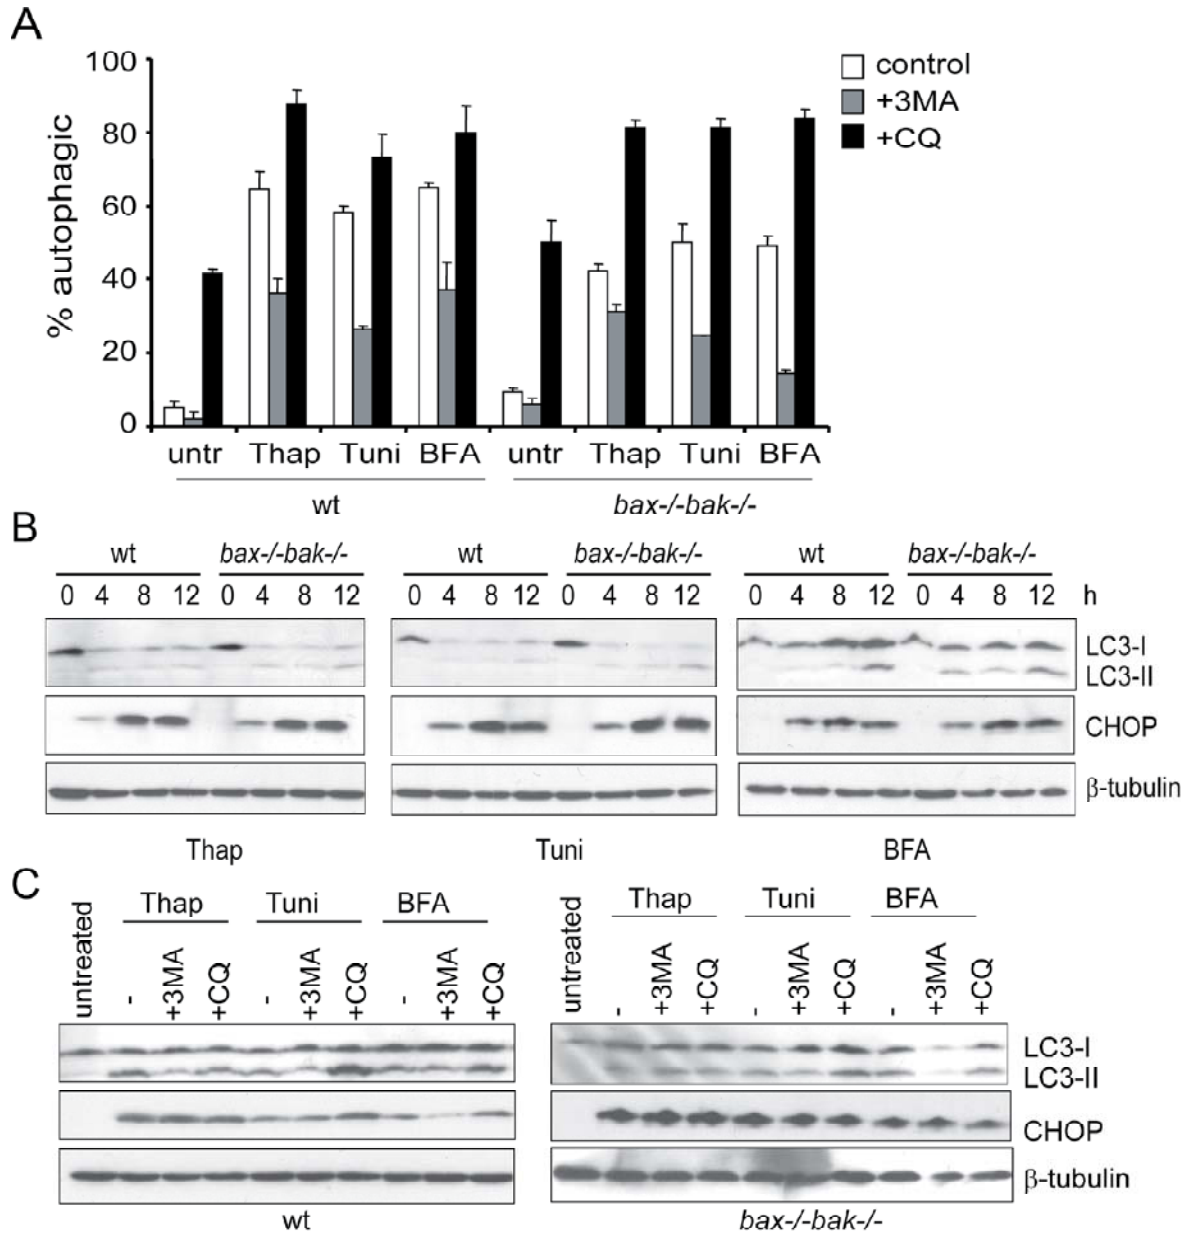 A
100
80
60
40
20
0
% autophagic
control
+3MA
+CQ
untr Thap Tuni BFA untr Thap Tuni BFA
wt bax-/-bak-/-
B
wt bax-/-bak-/- wt bax-/-bak-/- wt bax-/-bak-/-
0 4 8 12 0 4 8 12 0 4 8 12 0 4 8 12 0 4 8 12 0 4 8 12 h
LC3-I
LC3-II
CHOP
β-tubulin
Thap Tuni BFA
C
untreated Thap Tuni BFA untreated Thap Tuni BFA
- +3MA +CQ - +3MA +CQ - +3MA +CQ - +3MA +CQ - +3MA +CQ - +3MA +CQ
LC3-I
LC3-II
CHOP
β-tubulin
wt bax-/-bak-/-